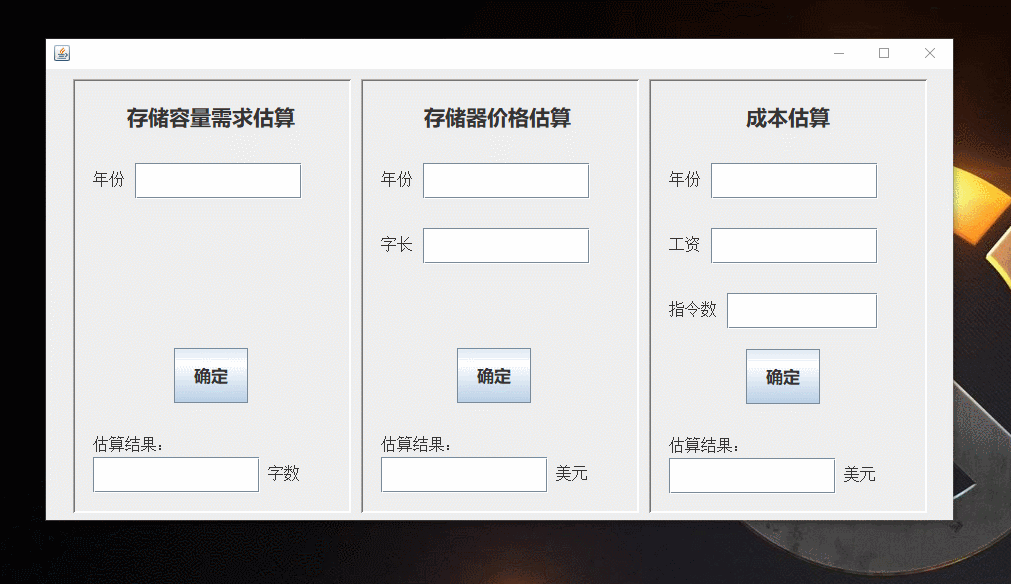 存储容量需求估算
年份
确定
估算结果:
字数
存储器价格估算
年份
字长
确定
估算结果:
美元
成本估算
年份
工资
指令数
确定
估算结果:
美元